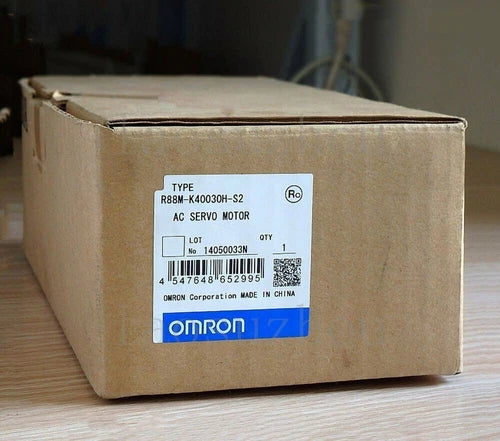 TYPE
R88M-K40030H-S2
Ro
AC SERVO MOTOR
LOT
No 14050033N
QTY
1
4 547648 652995
OMRON Corporation MADE IN CHINA
OMRON